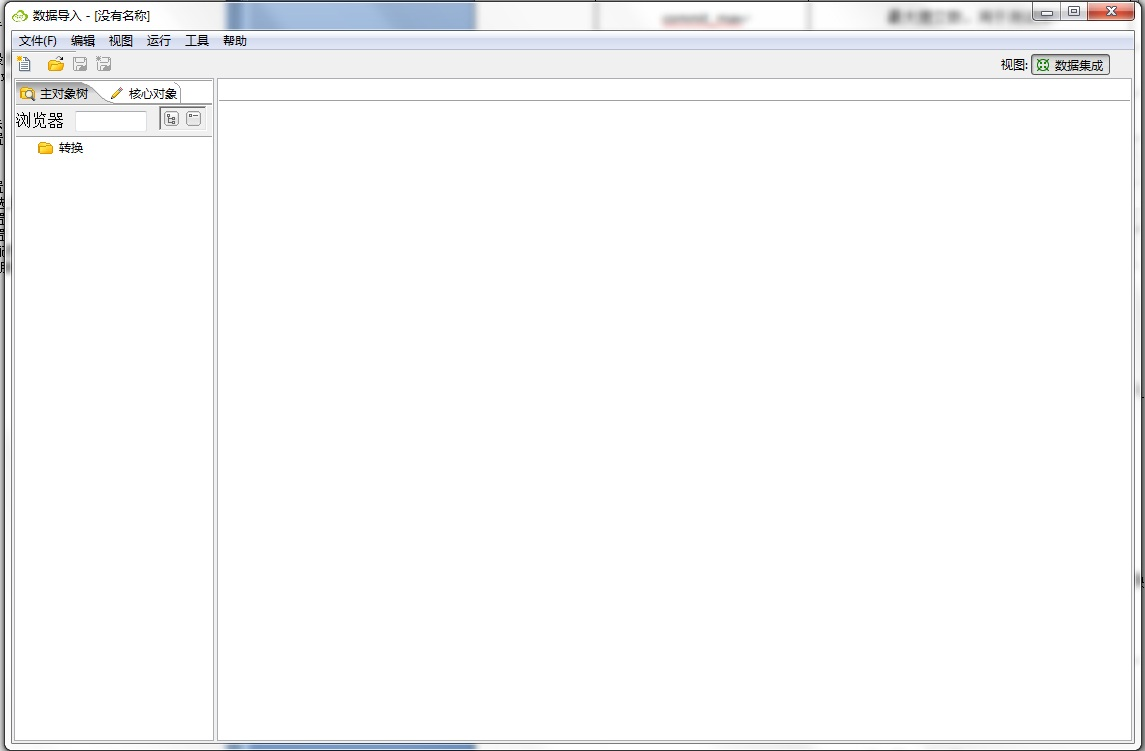 数据导入 - [没有名称]
文件(F) 编辑 视图 运行 工具 帮助
视图: 数据集成
主对象树 核心对象
浏览器
转换